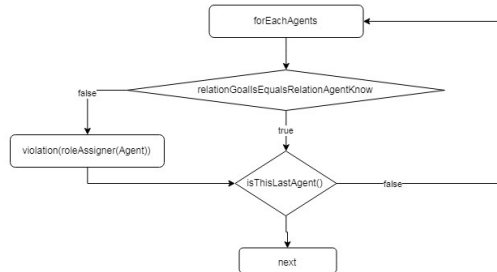 forEachAgents
relationGoalIsEqualsRelationAgentKnow
false
true
violation(roleAssigner(Agent))
isThisLastAgent()
false
next